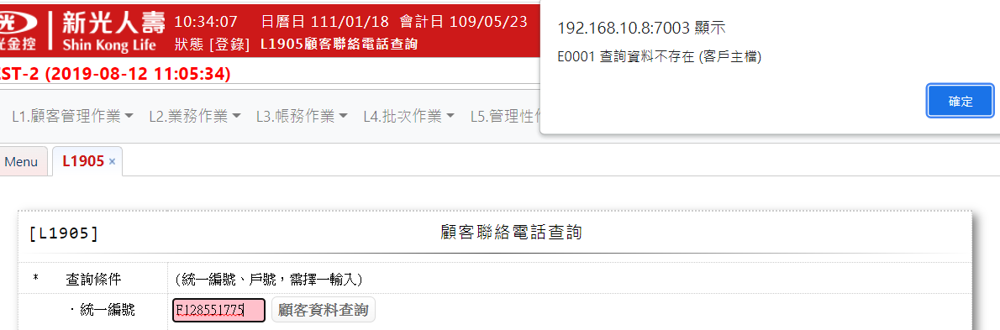 新光人壽
光金控
Shin Kong Life
10:34:07 日曆日 111/01/18 會計日 109/05/23
狀態 [登錄] L1905顧客聯絡電話查詢
EST-2 (2019-08-12 11:05:34)
192.168.10.8:7003 顯示
E0001 查詢資料不存在 (客戶主檔)
確定
L1.顧客管理作業 L2.業務作業 L3.帳務作業 L4.批次作業 L5.管理性
Menu L1905 ×
[L1905] 顧客聯絡電話查詢
* 查詢條件 (統一編號、戶號，需擇一輸入)
・統一編號 F128551775 顧客資料查詢